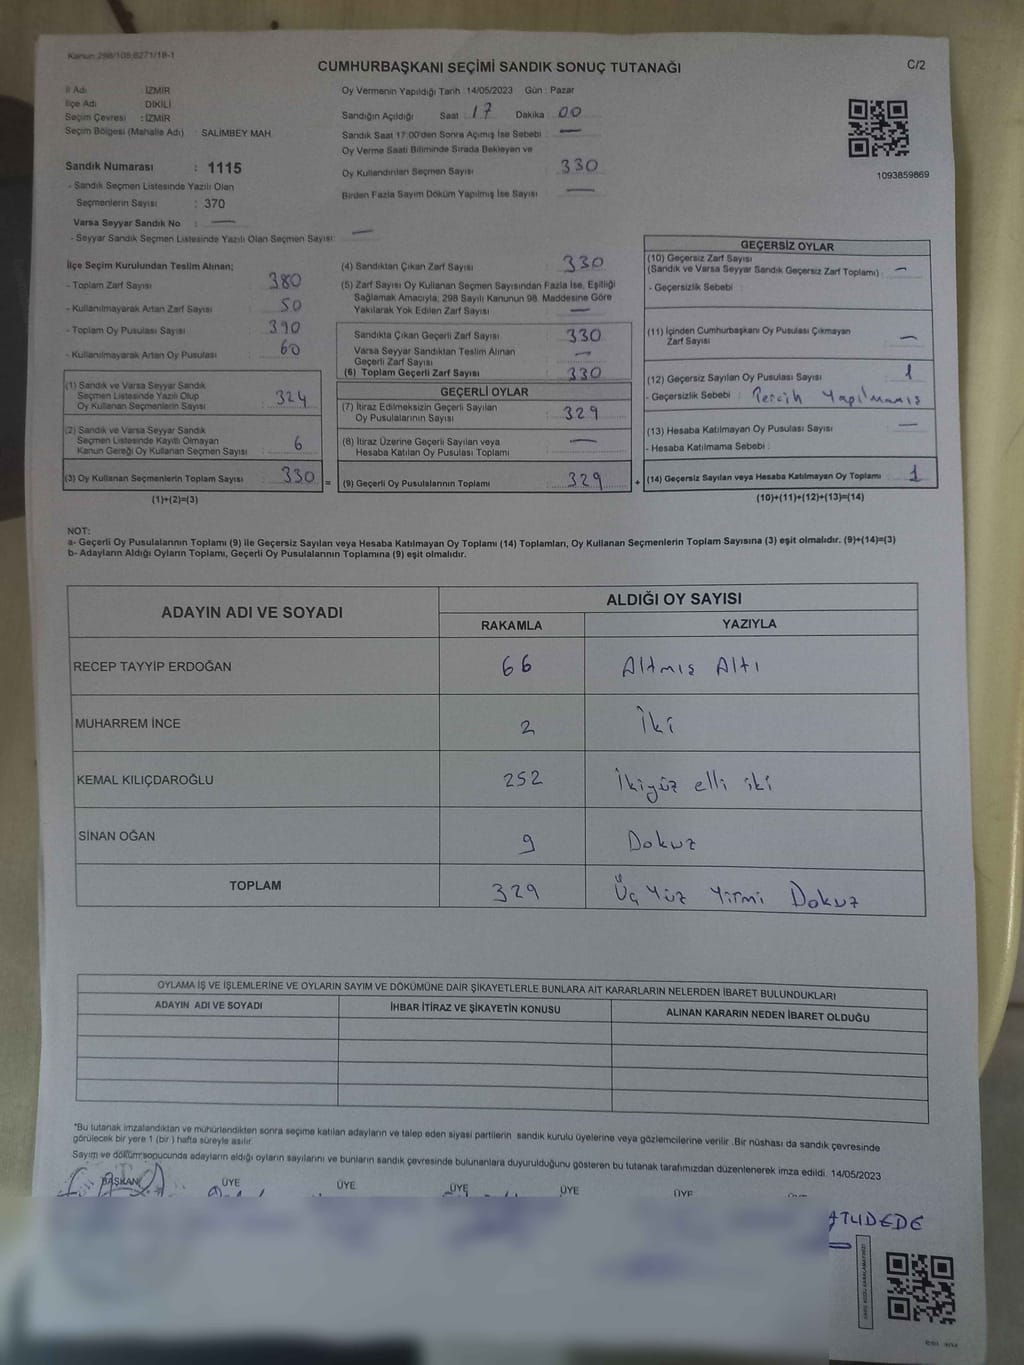 Kanun:298/105,6271/18-1
CUMHURBAŞKANI SEÇİMİ SANDIK SONUÇ TUTANAĞI
C/2
İl Adı : İZMİR
İlçe Adı : DİKİLİ
Seçim Çevresi : İZMİR
Seçim Bölgesi (Mahalle Adı) : SALİMBEY MAH.
Sandık Numarası : 1115
- Sandık Seçmen Listesinde Yazılı Olan
Seçmenlerin Sayısı : 370
Varsa Seyyar Sandık No : —
- Seyyar Sandık Seçmen Listesinde Yazılı Olan Seçmen Sayısı: —
Oy Vermenin Yapıldığı Tarih :14/05/2023 Gün : Pazar
Sandığın Açıldığı Saat 17 Dakika 00
Sandık Saat 17:00'den Sonra Açımış İse Sebebi : —
Oy Verme Saati Bitiminde Sırada Bekleyen ve
Oy Kullandırılan Seçmen Sayısı : 330
Birden Fazla Sayım Döküm Yapılmış İse Sayısı —
1093859869
İlçe Seçim Kurulundan Teslim Alınan;
- Toplam Zarf Sayısı : 380
- Kullanılmayarak Artan Zarf Sayısı : 50
- Toplam Oy Pusulası Sayısı : 390
- Kullanılmayarak Artan Oy Pusulası : 60
(1) Sandık ve Varsa Seyyar Sandık
Seçmen Listesinde Yazılı Olup
Oy Kullanan Seçmenlerin Sayısı : 324
(2) Sandık ve Varsa Seyyar Sandık
Seçmen Listesinde Kayıtlı Olmayan
Kanun Gereği Oy Kullanan Seçmen Sayısı : 6
(3) Oy Kullanan Seçmenlerin Toplam Sayısı : 330
(1)+(2)=(3)
(4) Sandıktan Çıkan Zarf Sayısı : 330
(5) Zarf Sayısı Oy Kullanan Seçmen Sayısından Fazla İse, Eşitliği
Sağlamak Amacıyla, 298 Sayılı Kanunun 98. Maddesine Göre
Yakılarak Yok Edilen Zarf Sayısı : —
Sandıkta Çıkan Geçerli Zarf Sayısı : 330
Varsa Seyyar Sandıktan Teslim Alınan
Geçerli Zarf Sayısı : —
(6) Toplam Geçerli Zarf Sayısı : 330
GEÇERLİ OYLAR
(7) İtiraz Edilmeksizin Geçerli Sayılan
Oy Pusulalarının Sayısı : 329
(8) İtiraz Üzerine Geçerli Sayılan veya
Hesaba Katılan Oy Pusulası Toplamı : —
= (9) Geçerli Oy Pusulalarının Toplamı : 329
GEÇERSİZ OYLAR
(10) Geçersiz Zarf Sayısı
(Sandık ve Varsa Seyyar Sandık Geçersiz Zarf Toplamı) : —
- Geçersizlik Sebebi :
(11) İçinden Cumhurbaşkanı Oy Pusulası Çıkmayan
Zarf Sayısı : —
(12) Geçersiz Sayılan Oy Pusulası Sayısı : 1
- Geçersizlik Sebebi : Tercih Yapılmamış
(13) Hesaba Katılmayan Oy Pusulası Sayısı : —
- Hesaba Katılmama Sebebi :
+ (14) Geçersiz Sayılan veya Hesaba Katılmayan Oy Toplamı : 1
(10)+(11)+(12)+(13)=(14)
NOT:
a- Geçerli Oy Pusulalarının Toplamı (9) ile Geçersiz Sayılan veya Hesaba Katılmayan Oy Toplamı (14) Toplamları, Oy Kullanan Seçmenlerin Toplam Sayısına (3) eşit olmalıdır. (9)+(14)=(3)
b- Adayların Aldığı Oyların Toplamı, Geçerli Oy Pusulalarının Toplamına (9) eşit olmalıdır.
ADAYIN ADI VE SOYADI
ALDIĞI OY SAYISI
RAKAMLA YAZIYLA
RECEP TAYYİP ERDOĞAN 66 Altmış Altı
MUHARREM İNCE 2 İki
KEMAL KILIÇDAROĞLU 252 İkiyüz elli iki
SİNAN OĞAN 9 Dokuz
TOPLAM 329 Üç Yüz Yirmi Dokuz
OYLAMA İŞ VE İŞLEMLERİNE VE OYLARIN SAYIM VE DÖKÜMÜNE DAİR ŞİKAYETLERLE BUNLARA AİT KARARLARIN NELERDEN İBARET BULUNDUKLARI
ADAYIN ADI VE SOYADI İHBAR İTİRAZ VE ŞİKAYETİN KONUSU ALINAN KARARIN NEDEN İBARET OLDUĞU
*Bu tutanak imzalandıktan ve mühürlendikten sonra seçime katılan adayların ve talep eden siyasi partilerin sandık kurulu üyelerine veya gözlemcilerine verilir .Bir nüshası da sandık çevresinde
görülecek bir yere 1 (bir ) hafta süreyle asılır.
Sayım ve döküm sonucunda adayların aldığı oyların sayılarını ve bunların sandık çevresinde bulunanlara duyurulduğunu gösteren bu tutanak tarafımızdan düzenlenerek imza edildi. 14/05/2023
BAŞKAN ÜYE ÜYE ÜYE ÜYE ÜYE
ATLIDEDE